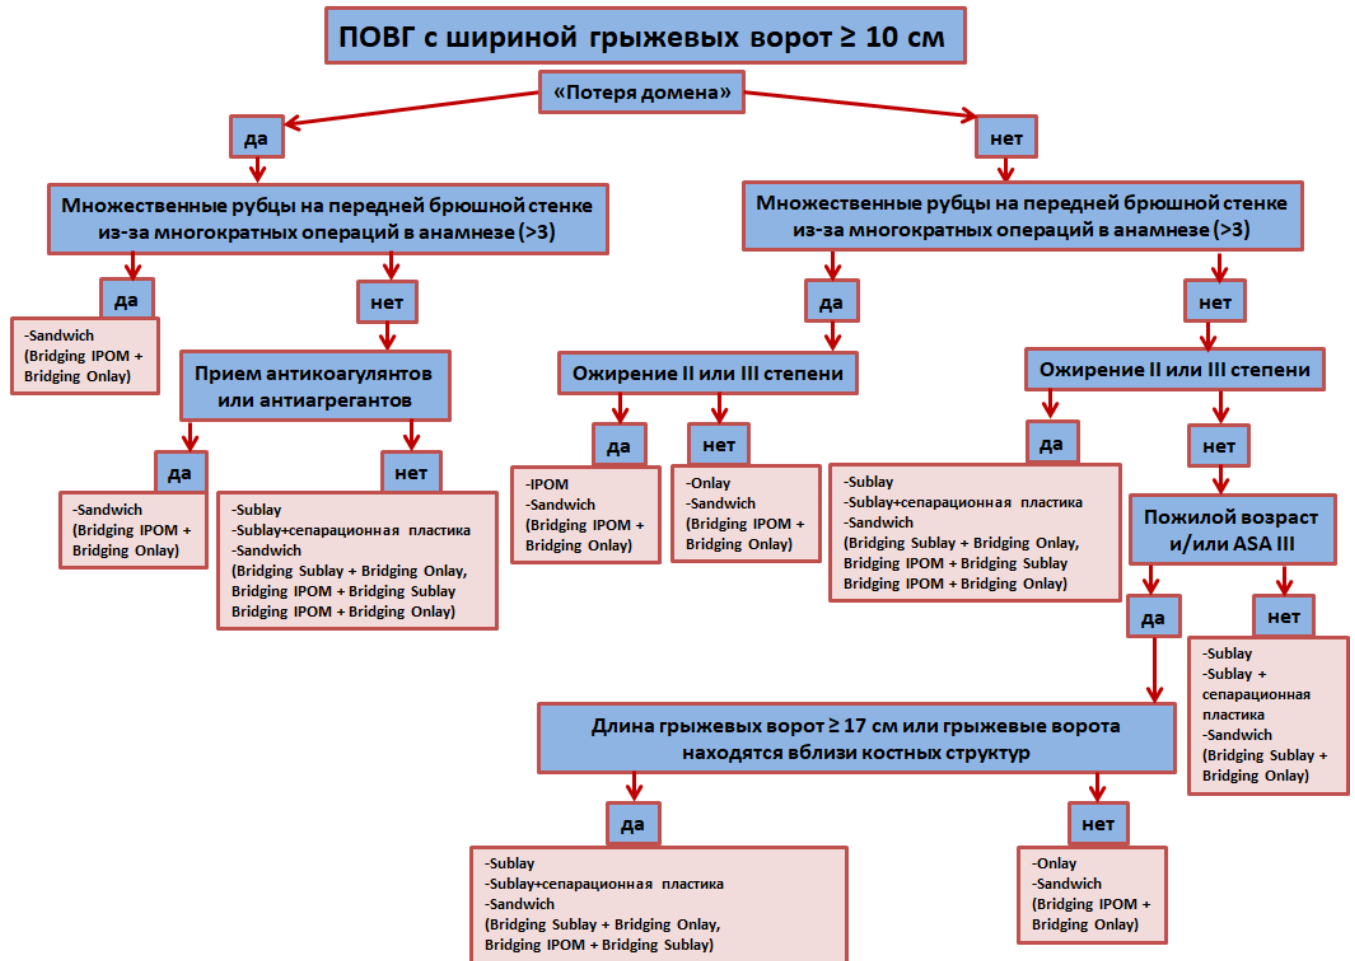 ПОВГ с шириной грыжевых ворот ≥ 10 см
«Потеря домена»
да
нет
Множественные рубцы на передней брюшной стенке
из-за многократных операций в анамнезе (>3)
Множественные рубцы на передней брюшной стенке
из-за многократных операций в анамнезе (>3)
да
нет
да
нет
-Sandwich
(Bridging IPOM +
Bridging Onlay)
Прием антикоагулянтов
или антиагрегантов
Ожирение II или III степени
Ожирение II или III степени
да
нет
да
нет
да
нет
-Sandwich
(Bridging IPOM +
Bridging Onlay)
-Sublay
-Sublay+сепарационная пластика
-Sandwich
(Bridging Sublay + Bridging Onlay,
Bridging IPOM + Bridging Sublay
Bridging IPOM + Bridging Onlay)
-IPOM
-Sandwich
(Bridging IPOM +
Bridging Onlay)
-Onlay
-Sandwich
(Bridging IPOM +
Bridging Onlay)
-Sublay
-Sublay+сепарационная пластика
-Sandwich
(Bridging Sublay + Bridging Onlay,
Bridging IPOM + Bridging Sublay
Bridging IPOM + Bridging Onlay)
Пожилой возраст
и/или ASA III
да
нет
-Sublay
-Sublay +
сепарационная
пластика
-Sandwich
(Bridging Sublay +
Bridging Onlay)
Длина грыжевых ворот ≥ 17 см или грыжевые ворота
находятся вблизи костных структур
да
нет
-Sublay
-Sublay+сепарационная пластика
-Sandwich
(Bridging Sublay + Bridging Onlay,
Bridging IPOM + Bridging Sublay)
-Onlay
-Sandwich
(Bridging IPOM +
Bridging Onlay)